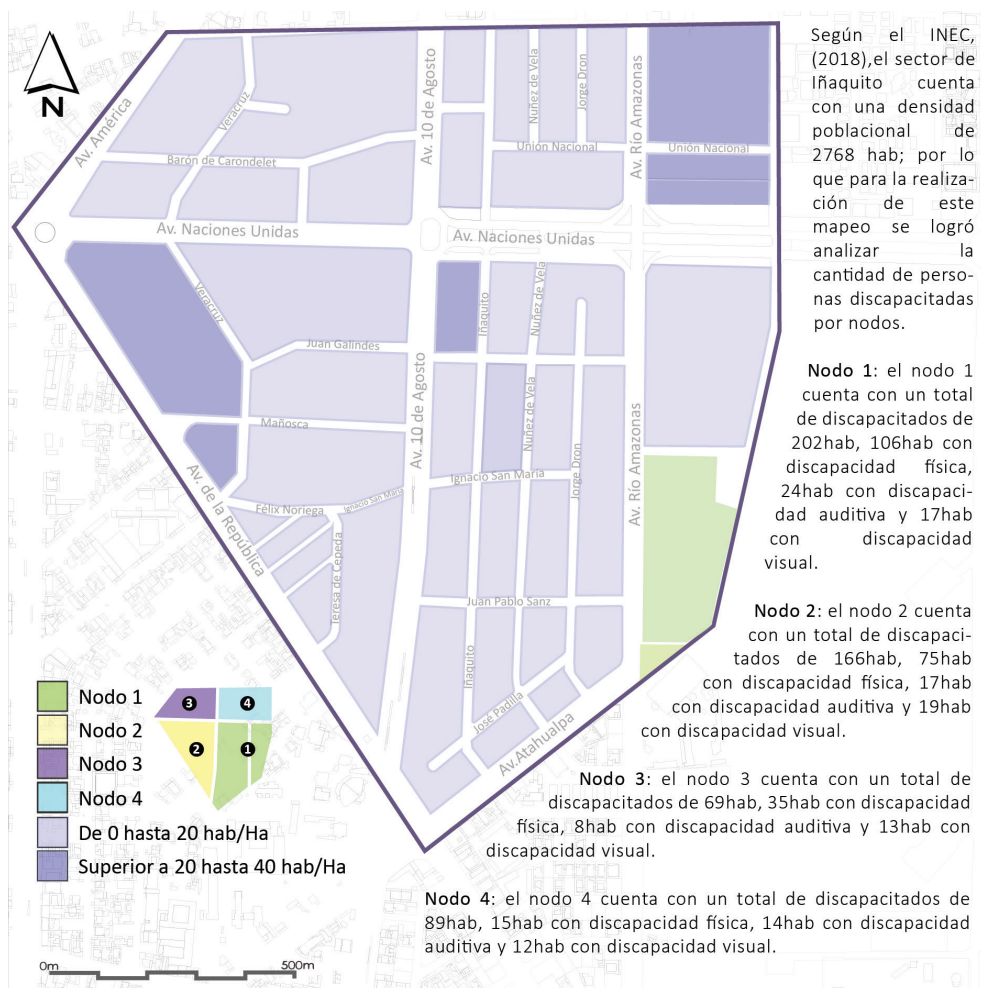 Según el INEC,
(2018),el sector de
Iñaquito cuenta
con una densidad
poblacional de
2768 hab; por lo
que para la realiza-
ción de este
mapeo se logró
analizar la
cantidad de perso-
nas discapacitadas
por nodos.
Nodo 1: el nodo 1
cuenta con un total
de discapacitados de
202hab, 106hab con
discapacidad física,
24hab con discapaci-
dad auditiva y 17hab
con discapacidad
visual.
Nodo 2: el nodo 2 cuenta
con un total de discapaci-
tados de 166hab, 75hab
con discapacidad física, 17hab
con discapacidad auditiva y 19hab
con discapacidad visual.
Nodo 3: el nodo 3 cuenta con un total de
discapacitados de 69hab, 35hab con discapacidad
física, 8hab con discapacidad auditiva y 13hab con
discapacidad visual.
Nodo 4: el nodo 4 cuenta con un total de discapacitados de
89hab, 15hab con discapacidad física, 14hab con discapacidad
auditiva y 12hab con discapacidad visual.
N
Av. América
Veracruz
Barón de Carondelet
Av. 10 de Agosto
Nuñez de Vela
Jorge Dron
Unión Nacional
Av. Río Amazonas
Unión Nacional
Av. Naciones Unidas
Av. Naciones Unidas
Veracruz
Iñaquito
Nuñez de Vela
Juan Galindes
Av. 10 de Agosto
Nuñez de Vela
Mañosca
Av. Río Amazonas
Ignacio San María
Jorge Dron
Av. de la República
Félix Noriega
Ignacio San María
Teresa de Cepeda
Juan Pablo Sanz
Iñaquito
José Padilla
Av.Atahualpa
Nodo 1
Nodo 2
Nodo 3
Nodo 4
De 0 hasta 20 hab/Ha
Superior a 20 hasta 40 hab/Ha
3
4
2
1
0m
500m